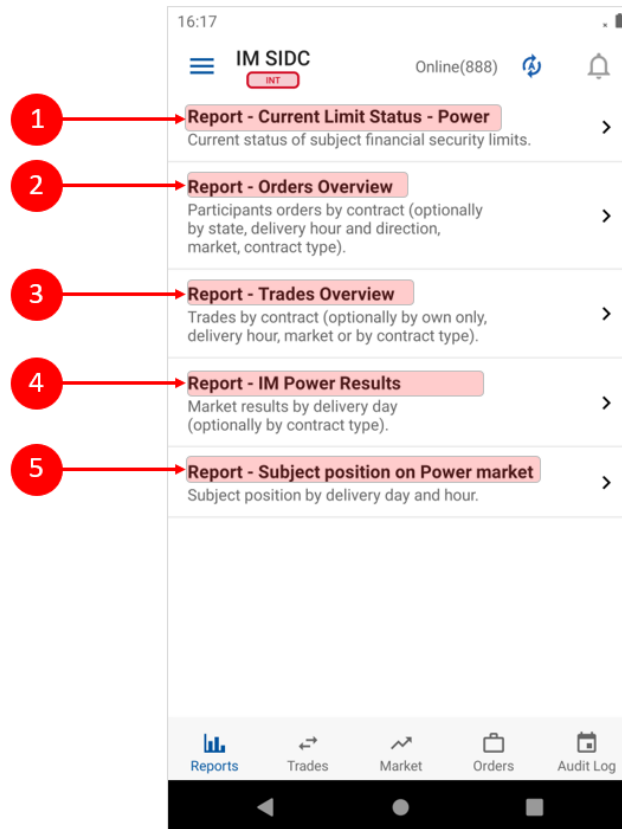 16:17
IM SIDC
INT
Online(888)
1
Report - Current Limit Status - Power
Current status of subject financial security limits.
2
Report - Orders Overview
Participants orders by contract (optionally
by state, delivery hour and direction,
market, contract type).
3
Report - Trades Overview
Trades by contract (optionally by own only,
delivery hour, market or by contract type).
4
Report - IM Power Results
Market results by delivery day
(optionally by contract type).
5
Report - Subject position on Power market
Subject position by delivery day and hour.
Reports Trades Market Orders Audit Log